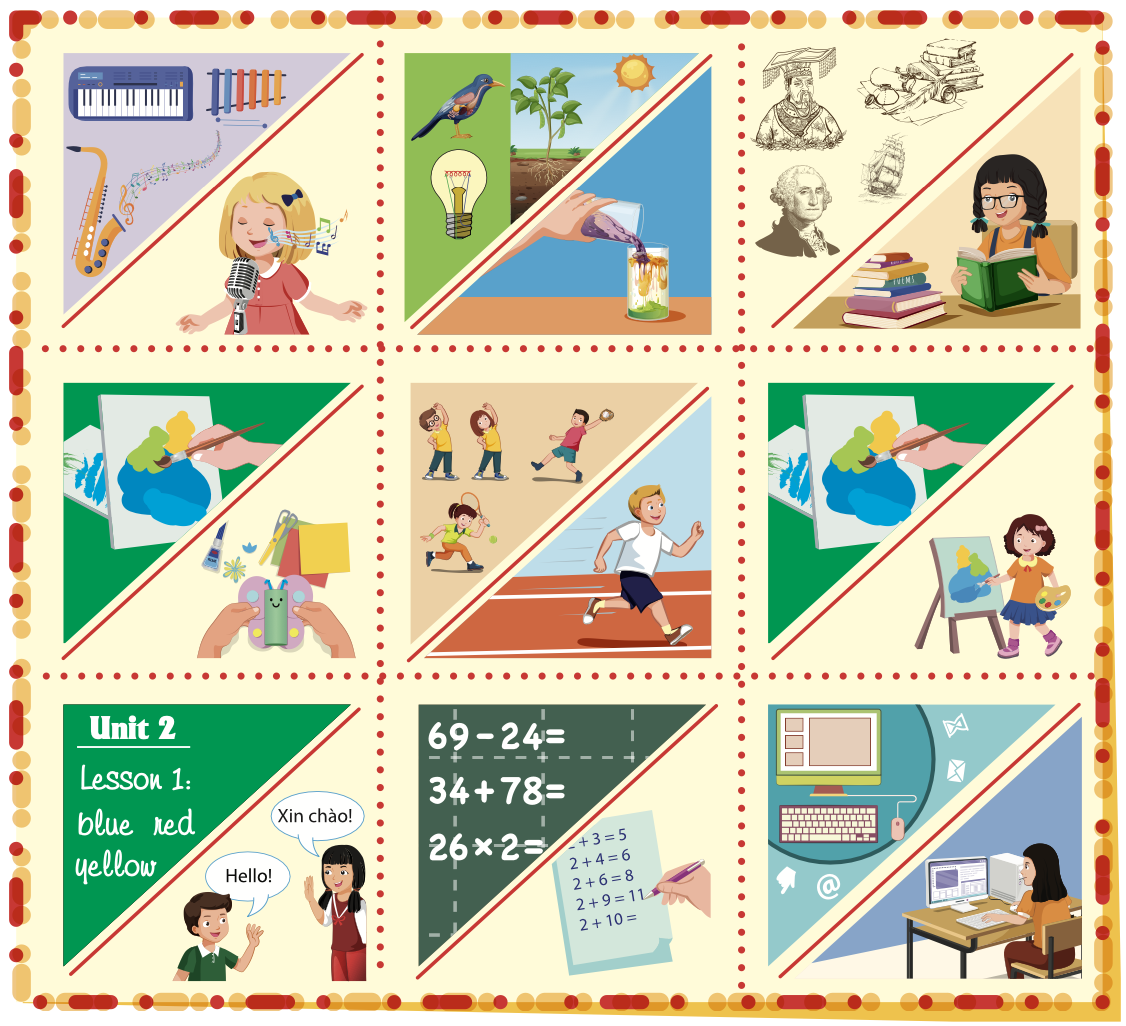 POEMS
Unit 2
Lesson 1:
blue red
yellow
Hello!
Xin chào!
69-24=
34+78=
26×2=
+3=5
2+4=6
2+6=8
2+9=11
2+10=
@